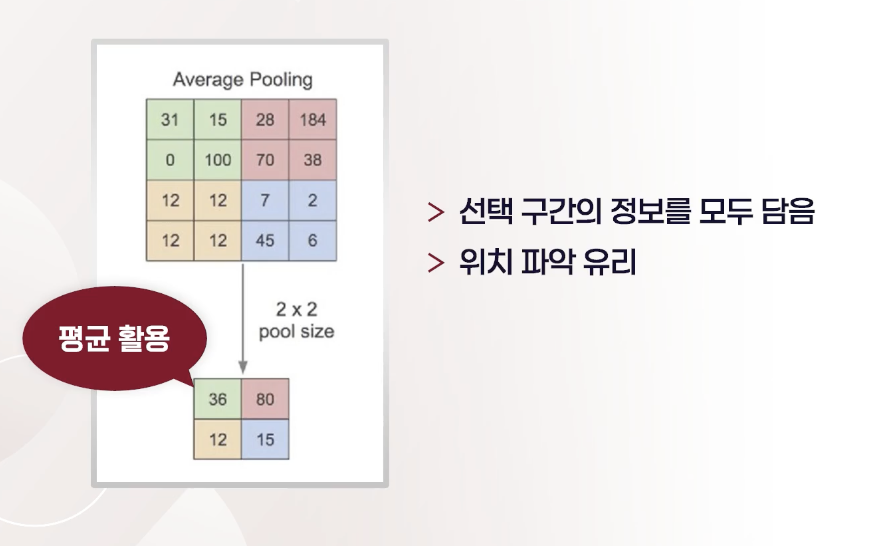 Average Pooling
31 15 28 184
0 100 70 38
12 12 7 2
12 12 45 6
2 x 2
pool size
평균 활용
36 80
12 15
> 선택 구간의 정보를 모두 담음
> 위치 파악 유리